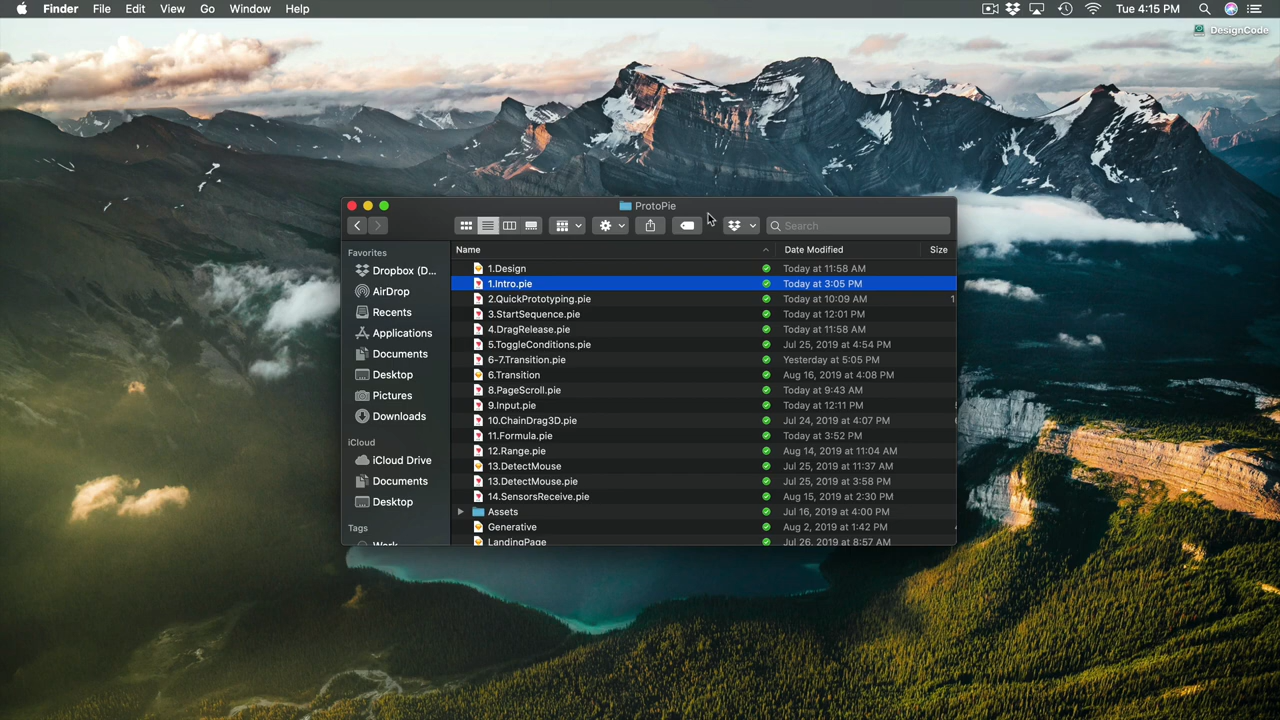 Finder File Edit View Go Window Help Tue 4:15 PM
DesignCode
ProtoPie
Search
Favorites
Dropbox (D...
AirDrop
Recents
Applications
Documents
Desktop
Pictures
Downloads
iCloud
iCloud Drive
Documents
Desktop
Tags
Work
Name Date Modified Size
1.Design Today at 11:58 AM
1.Intro.pie Today at 3:05 PM
2.QuickPrototyping.pie Today at 10:09 AM 1
3.StartSequence.pie Today at 12:01 PM
4.DragRelease.pie Today at 11:58 AM
5.ToggleConditions.pie Jul 25, 2019 at 4:54 PM
6-7.Transition.pie Yesterday at 5:05 PM
6.Transition Aug 16, 2019 at 4:08 PM
8.PageScroll.pie Today at 9:43 AM
9.Input.pie Today at 12:11 PM
10.ChainDrag3D.pie Jul 24, 2019 at 4:07 PM
11.Formula.pie Today at 3:52 PM
12.Range.pie Aug 14, 2019 at 11:04 AM
13.DetectMouse Jul 25, 2019 at 11:37 AM
13.DetectMouse.pie Jul 25, 2019 at 3:58 PM
14.SensorsReceive.pie Aug 15, 2019 at 2:30 PM
Assets Jul 16, 2019 at 4:00 PM
Generative Aug 2, 2019 at 1:42 PM
LandingPage Jul 26, 2019 at 8:57 AM